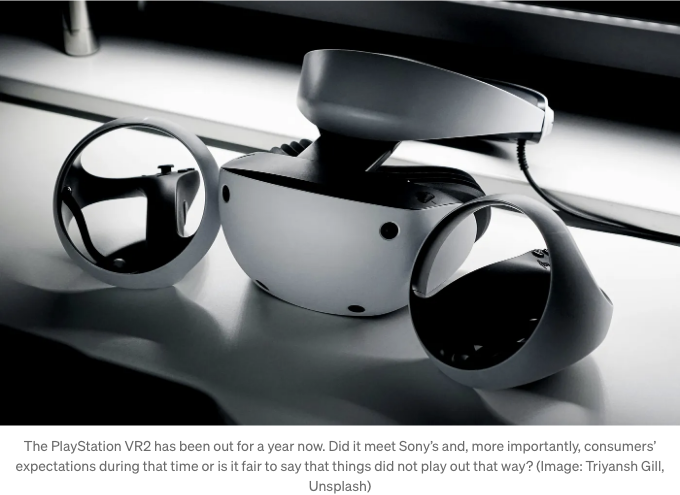 The PlayStation VR2 has been out for a year now. Did it meet Sony’s and, more importantly, consumers’
expectations during that time or is it fair to say that things did not play out that way? (Image: Triyansh Gill,
Unsplash)